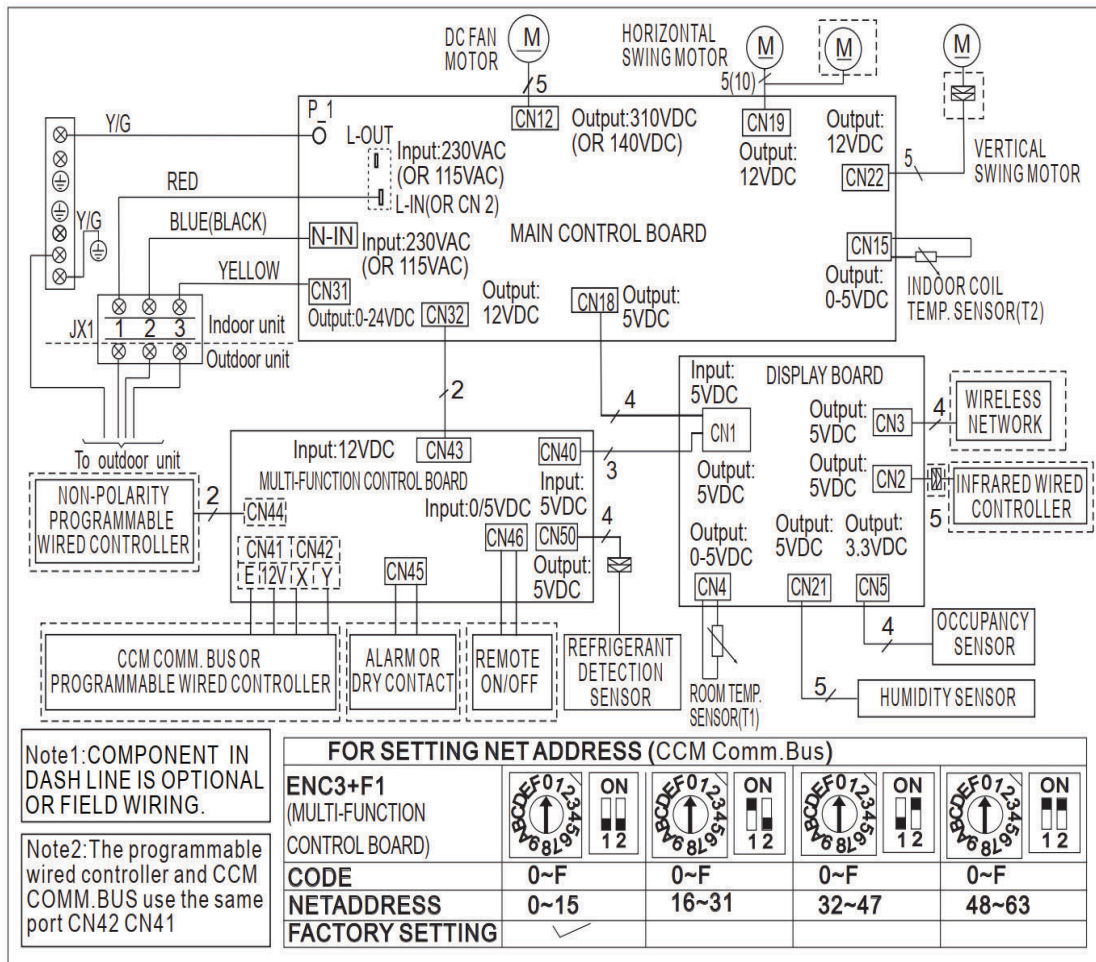 DC FAN
MOTOR
M
5
HORIZONTAL
SWING MOTOR
M
M
5(10)
M
VERTICAL
SWING MOTOR
5
Y/G
P_1
L-OUT
Input:230VAC
(OR 115VAC)
L-IN(OR CN 2)
CN12
Output:310VDC
(OR 140VDC)
CN19
Output:
12VDC
Output:
12VDC
CN22
RED
BLUE(BLACK)
YELLOW
Y/G
N-IN
Input:230VAC
(OR 115VAC)
MAIN CONTROL BOARD
CN15
Output:
0-5VDC
INDOOR COIL
TEMP. SENSOR(T2)
CN31
Output:0-24VDC
CN32
Output:
12VDC
CN18
Output:
5VDC
JX1
1 2 3
Indoor unit
Outdoor unit
To outdoor unit
2
4
3
Input:
5VDC
DISPLAY BOARD
CN1
Output:
5VDC
Output:
5VDC
CN3
4
WIRELESS
NETWORK
Output:
5VDC
CN2
5
INFRARED WIRED
CONTROLLER
Output:
0-5VDC
CN4
Output:
5VDC
CN21
Output:
3.3VDC
CN5
4
OCCUPANCY
SENSOR
5
HUMIDITY SENSOR
ROOM TEMP.
SENSOR(T1)
Input:12VDC
CN43
CN40
MULTI-FUNCTION CONTROL BOARD
Input:
5VDC
Input:0/5VDC
CN46
CN50
4
Output:
5VDC
NON-POLARITY
PROGRAMMABLE
WIRED CONTROLLER
2
CN44
CN41 CN42
E 12V X Y
CN45
CCM COMM. BUS OR
PROGRAMMABLE WIRED CONTROLLER
ALARM OR
DRY CONTACT
REMOTE
ON/OFF
REFRIGERANT
DETECTION
SENSOR
Note1:COMPONENT IN
DASH LINE IS OPTIONAL
OR FIELD WIRING.
Note2:The programmable
wired controller and CCM
COMM.BUS use the same
port CN42 CN41
FOR SETTING NET ADDRESS (CCM Comm.Bus)
ENC3+F1
(MULTI-FUNCTION
CONTROL BOARD)
0123456789ABCDEF
ON
1 2
0123456789ABCDEF
ON
1 2
0123456789ABCDEF
ON
1 2
0123456789ABCDEF
ON
1 2
CODE 0~F 0~F 0~F 0~F
NETADDRESS 0~15 16~31 32~47 48~63
FACTORY SETTING